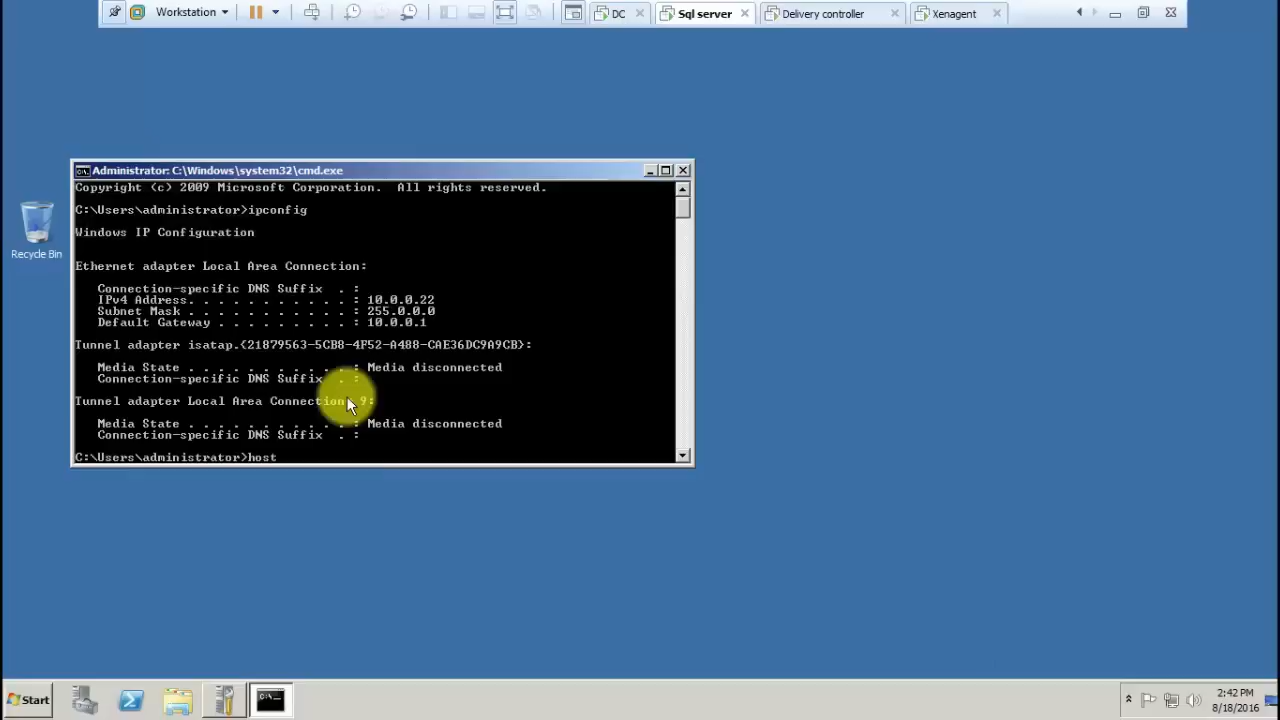 Workstation
DC
Sql server
Delivery controller
Xenagent
Recycle Bin
Administrator: C:\Windows\system32\cmd.exe
Copyright (c) 2009 Microsoft Corporation.  All rights reserved.
C:\Users\administrator>ipconfig
Windows IP Configuration
Ethernet adapter Local Area Connection:
Connection-specific DNS Suffix  . :
IPv4 Address. . . . . . . . . . . : 10.0.0.22
Subnet Mask . . . . . . . . . . . : 255.0.0.0
Default Gateway . . . . . . . . . : 10.0.0.1
Tunnel adapter isatap.{21879563-5CB8-4F52-A488-CAE36DC9A9CB}:
Media State . . . . . . . . . . . : Media disconnected
Connection-specific DNS Suffix  . :
Tunnel adapter Local Area Connection* 9:
Media State . . . . . . . . . . . : Media disconnected
Connection-specific DNS Suffix  . :
C:\Users\administrator>host
Start
2:42 PM
8/18/2016